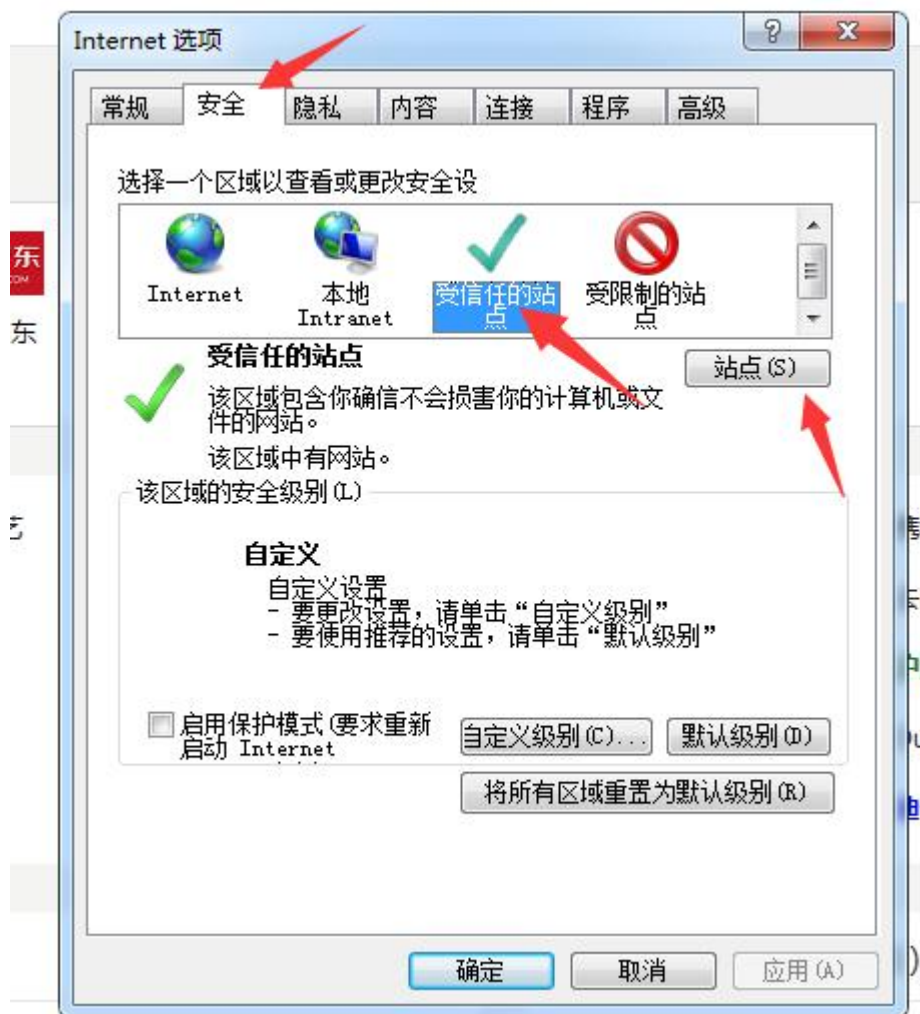 Internet 选项
常规 安全 隐私 内容 连接 程序 高级
选择一个区域以查看或更改安全设
Internet
本地
Intranet
受信任的站
点
受限制的站
点
受信任的站点
站点(S)
该区域包含你确信不会损害你的计算机或文
件的网站。
该区域中有网站。
该区域的安全级别(L)
自定义
自定义设置
- 要更改设置，请单击“自定义级别”
- 要使用推荐的设置，请单击“默认级别”
启用保护模式(要求重新
启动 Internet
自定义级别(C)... 默认级别(D)
将所有区域重置为默认级别(R)
确定 取消 应用(A)
东
东